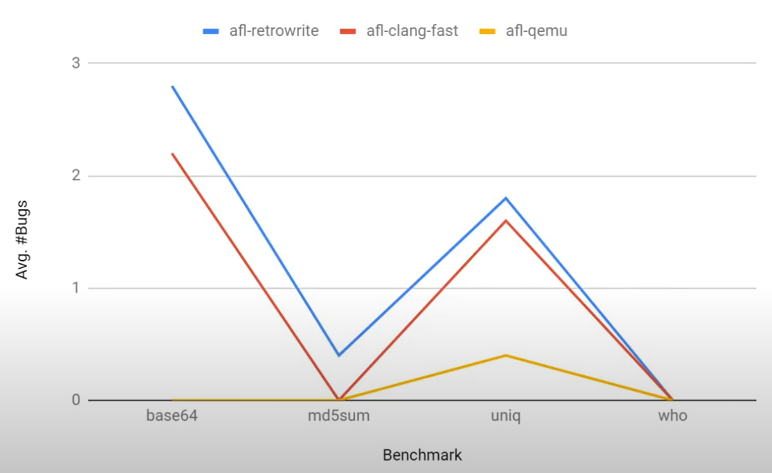 afl-retrowrite afl-clang-fast afl-qemu
3
2
1
0
Avg. #Bugs
base64 md5sum uniq who
Benchmark